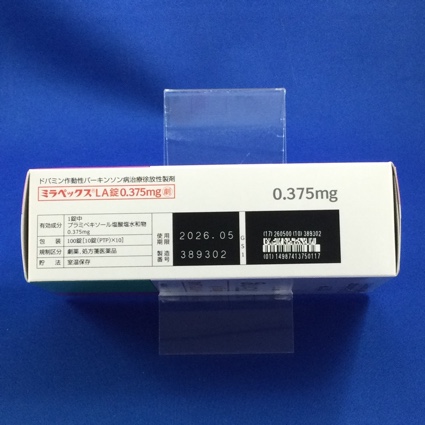 ドパミン作動性パーキンソン病治療徐放性製剤
ミラペックス®LA錠0.375mg 劇
0.375mg
有効成分 1錠中
プラミペキソール塩酸塩水和物
0.375mg
包装 100錠[10錠(PTP)×10]
規制区分 劇薬、処方箋医薬品
貯法 室温保存
使用期限 2026.05
製造番号 389302
GS1
(17)260500(10)389302
(01)14987413750117